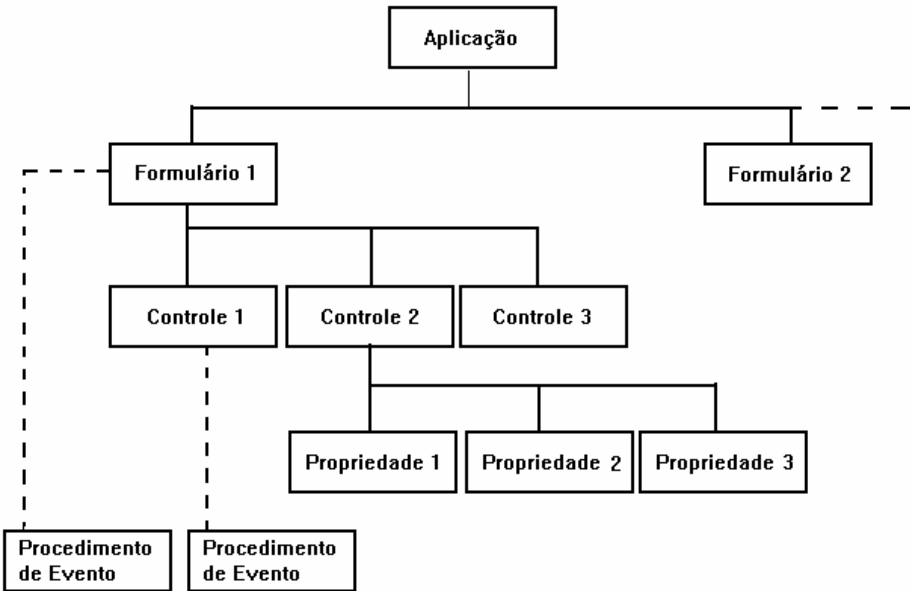 Aplicação
Formulário 1
Formulário 2
Controle 1
Controle 2
Controle 3
Propriedade 1
Propriedade 2
Propriedade 3
Procedimento
de Evento
Procedimento
de Evento